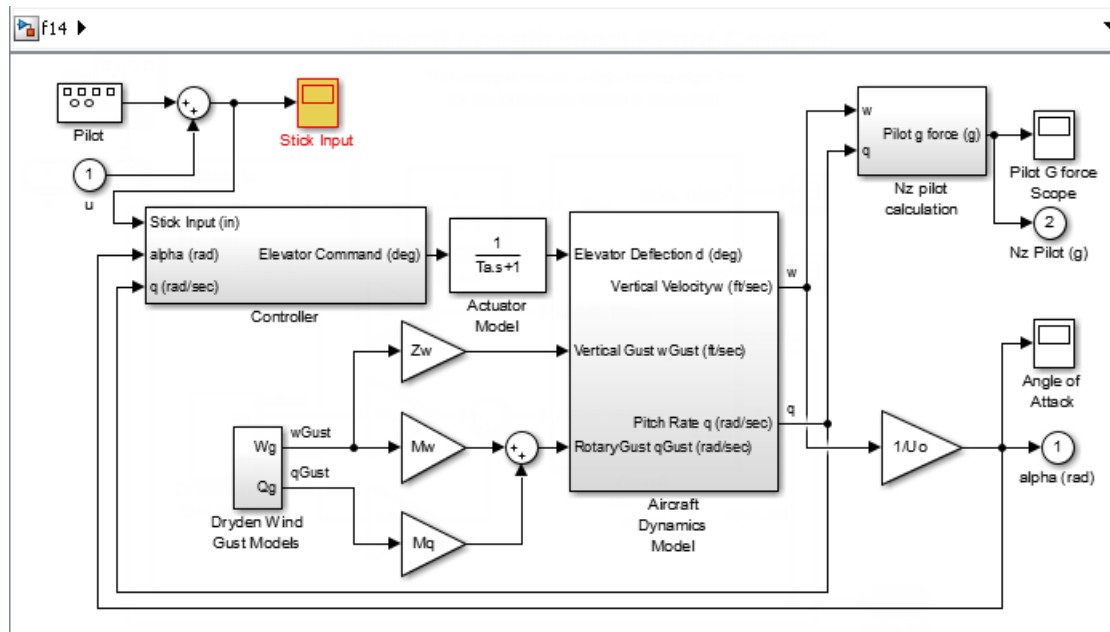 f14
Pilot
+
+
Stick Input
1
u
Stick Input (in)
alpha (rad)
q (rad/sec)
Elevator Command (deg)
Controller
1
Ta.s+1
Actuator
Model
Elevator Deflection d (deg)
Vertical Velocityw (ft/sec)
Vertical Gust wGust (ft/sec)
Pitch Rate q (rad/sec)
RotaryGust qGust (rad/sec)
Aircraft
Dynamics
Model
w
q
w
q
Pilot g force (g)
Nz pilot
calculation
Pilot G force
Scope
2
Nz Pilot (g)
Zw
Mw
Mq
+
+
Wg
Qg
wGust
qGust
Dryden Wind
Gust Models
1/Uo
Angle of
Attack
1
alpha (rad)